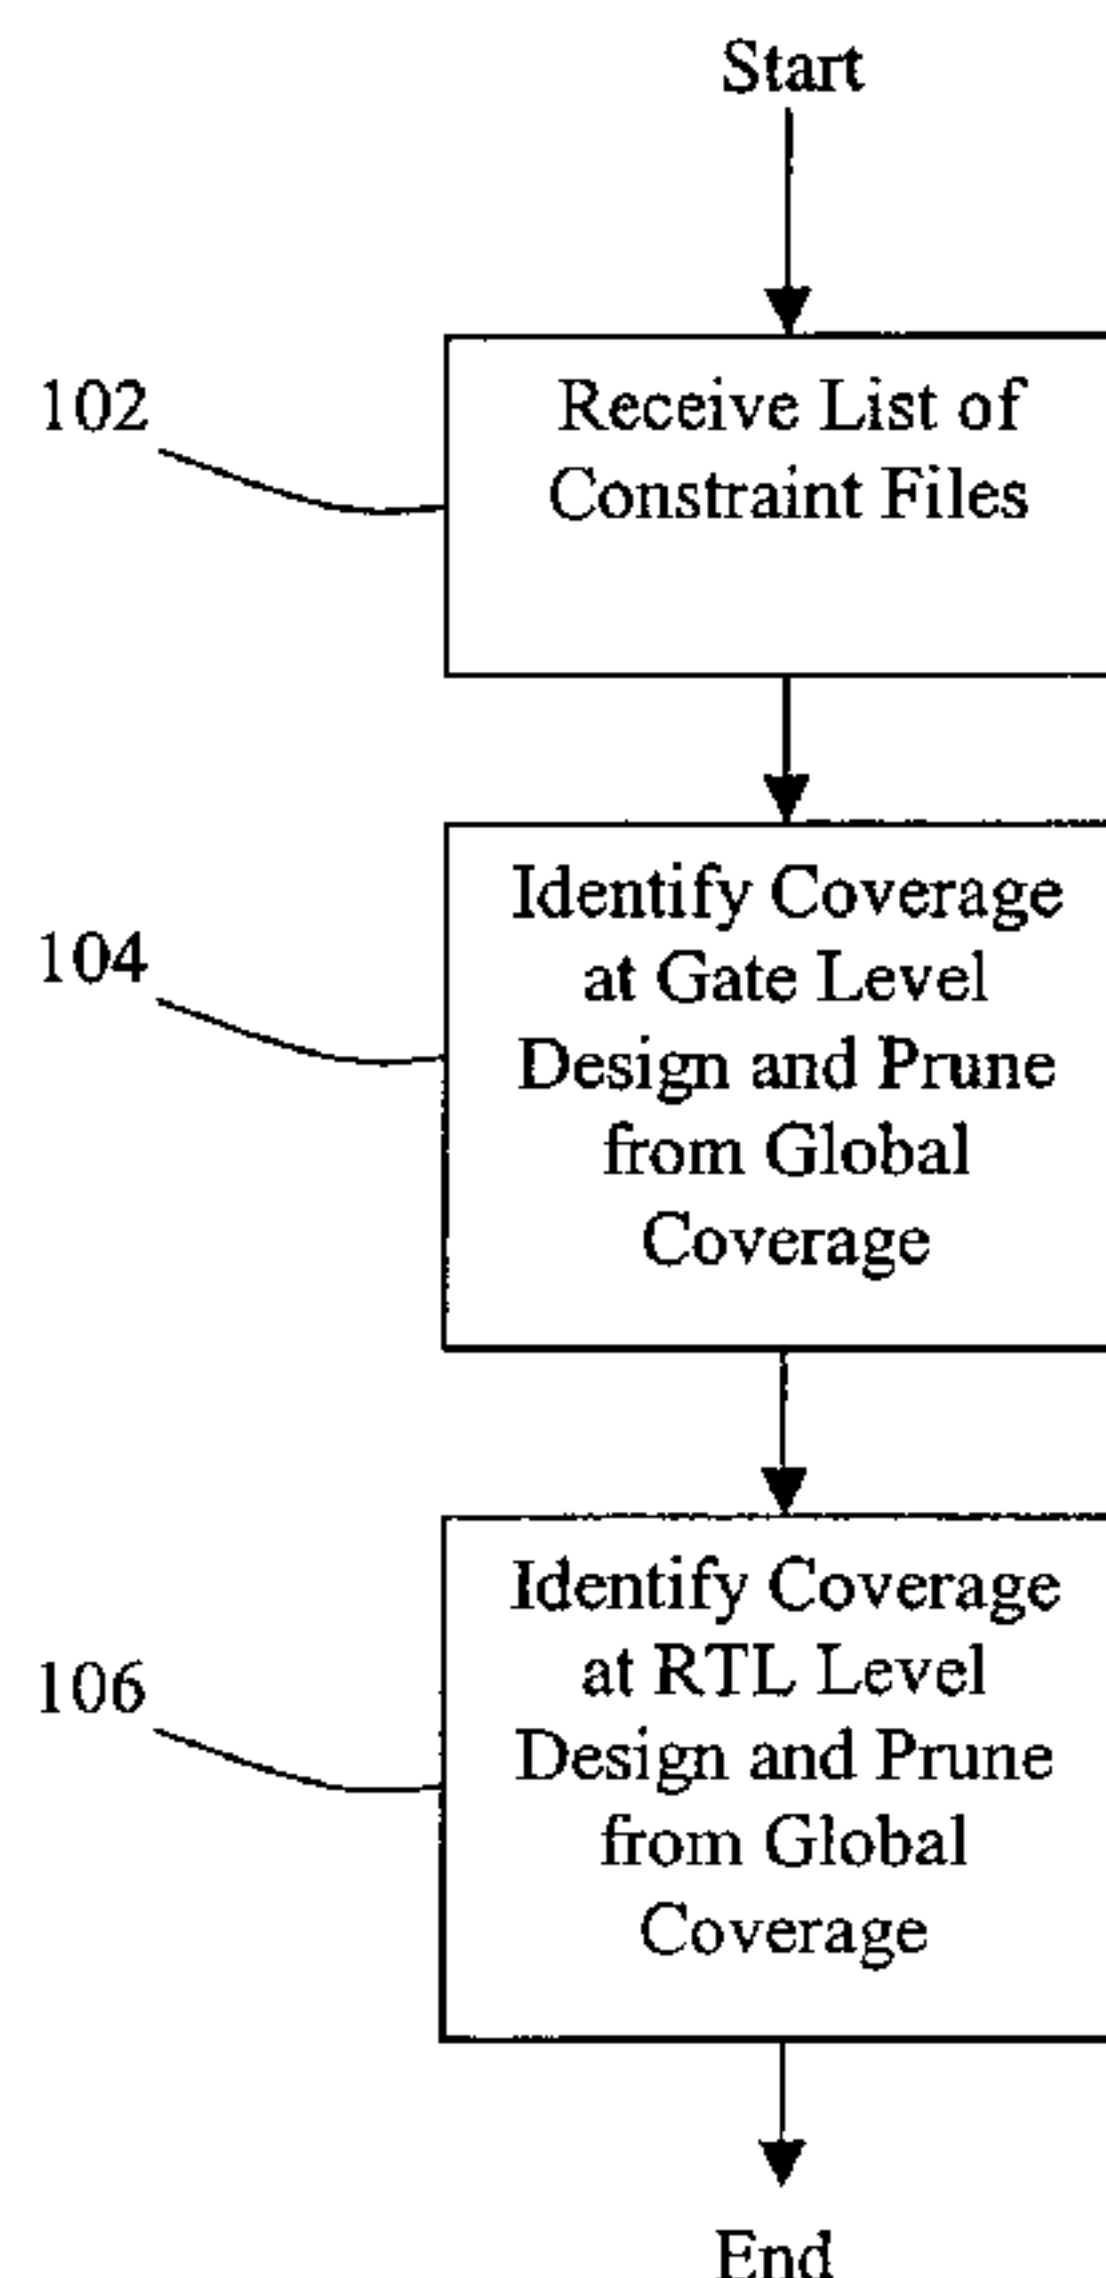 Start
102
Receive List of
Constraint Files
104
Identify Coverage
at Gate Level
Design and Prune
from Global
Coverage
106
Identify Coverage
at RTL Level
Design and Prune
from Global
Coverage
End